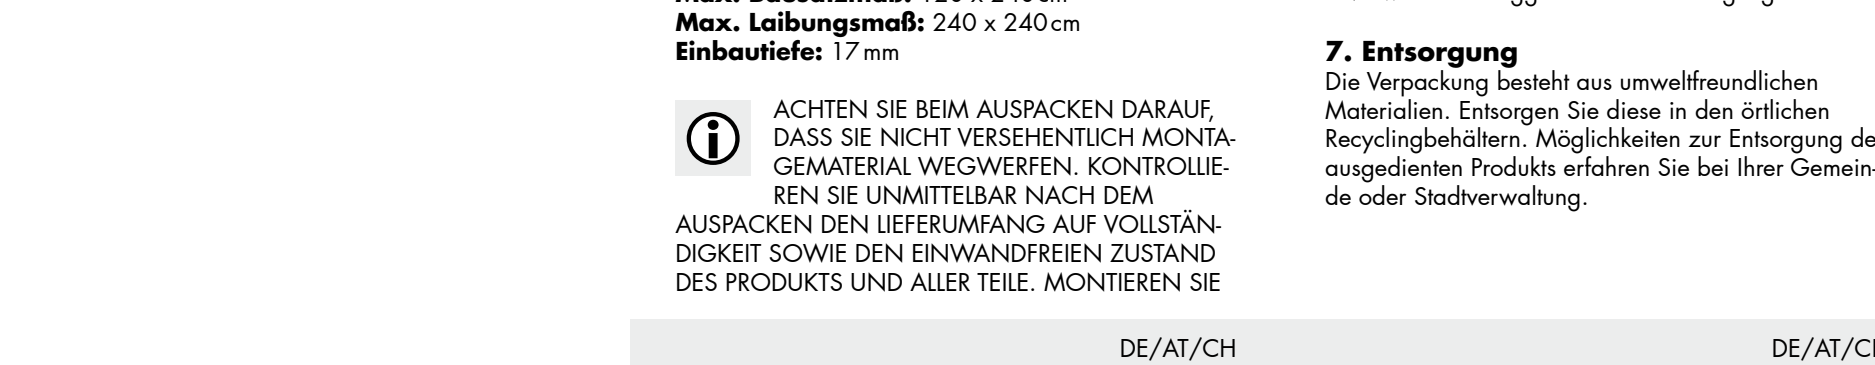 Max. Laibungsmaß: 240 x 240 cm
Einbautiefe: 17 mm
ACHTEN SIE BEIM AUSPACKEN DARAUF,
DASS SIE NICHT VERSEHENTLICH MONTA-
GEMATERIAL WEGWERFEN. KONTROLLIE-
REN SIE UNMITTELBAR NACH DEM
AUSPACKEN DEN LIEFERUMFANG AUF VOLLSTÄN-
DIGKEIT SOWIE DEN EINWANDFREIEN ZUSTAND
DES PRODUKTS UND ALLER TEILE. MONTIEREN SIE
DE/AT/CH
7. Entsorgung
Die Verpackung besteht aus umweltfreundlichen
Materialien. Entsorgen Sie diese in den örtlichen
Recyclingbehältern. Möglichkeiten zur Entsorgung de
ausgedienten Produkts erfahren Sie bei Ihrer Gemein-
de oder Stadtverwaltung.
DE/AT/CH